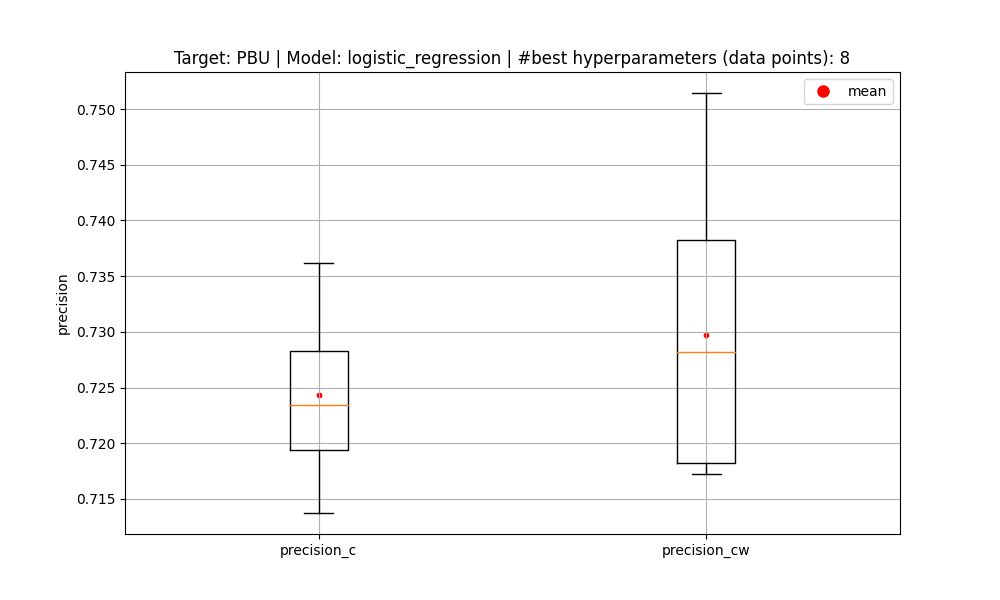 Target: PBU | Model: logistic_regression | #best hyperparameters (data points): 8
mean
precision
0.750
0.745
0.740
0.735
0.730
0.725
0.720
0.715
precision_c
precision_cw